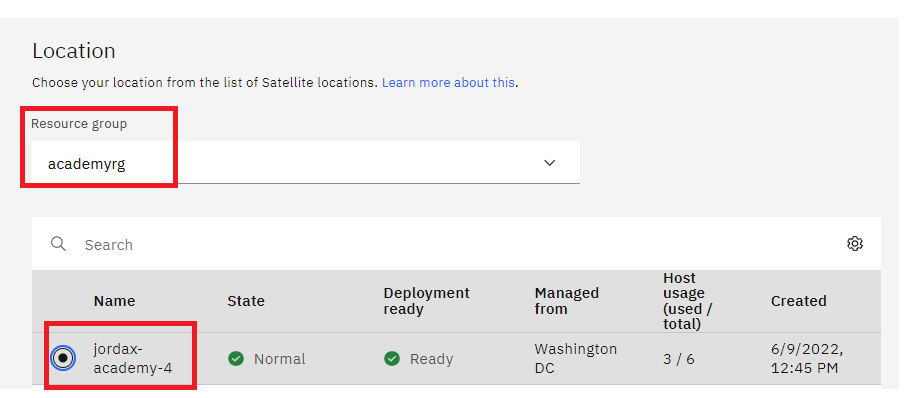 Location
Choose your location from the list of Satellite locations. Learn more about this.
Resource group
academyrg
Search
Name State Deployment ready Managed from Host usage (used / total) Created
jordax-academy-4 Normal Ready Washington DC 3 / 6 6/9/2022, 12:45 PM